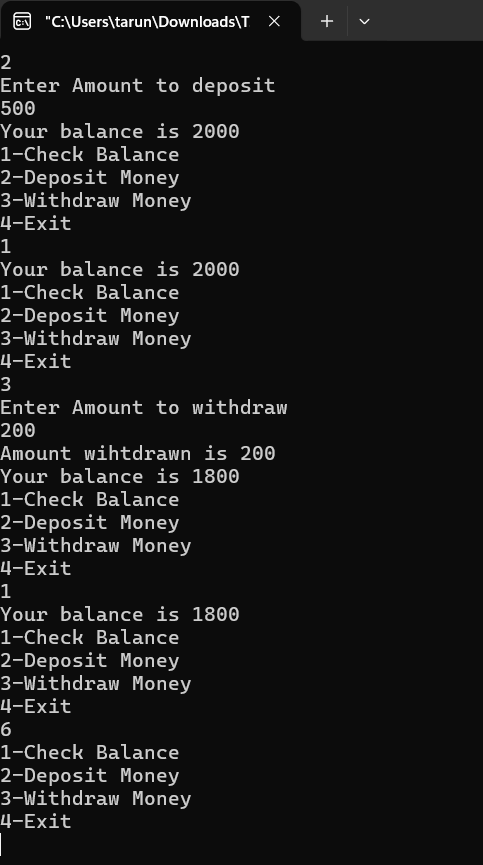 "C:\Users\tarun\Downloads\T
2
Enter Amount to deposit
500
Your balance is 2000
1-Check Balance
2-Deposit Money
3-Withdraw Money
4-Exit
1
Your balance is 2000
1-Check Balance
2-Deposit Money
3-Withdraw Money
4-Exit
3
Enter Amount to withdraw
200
Amount wihtdrawn is 200
Your balance is 1800
1-Check Balance
2-Deposit Money
3-Withdraw Money
4-Exit
1
Your balance is 1800
1-Check Balance
2-Deposit Money
3-Withdraw Money
4-Exit
6
1-Check Balance
2-Deposit Money
3-Withdraw Money
4-Exit